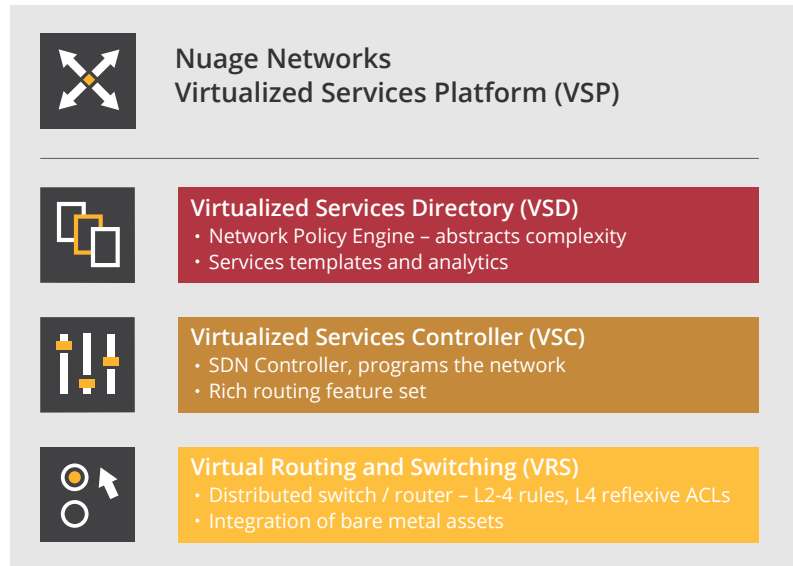 Nuage Networks
Virtualized Services Platform (VSP)
Virtualized Services Directory (VSD)
· Network Policy Engine – abstracts complexity
· Services templates and analytics
Virtualized Services Controller (VSC)
· SDN Controller, programs the network
· Rich routing feature set
Virtual Routing and Switching (VRS)
· Distributed switch / router – L2-4 rules, L4 reflexive ACLs
· Integration of bare metal assets